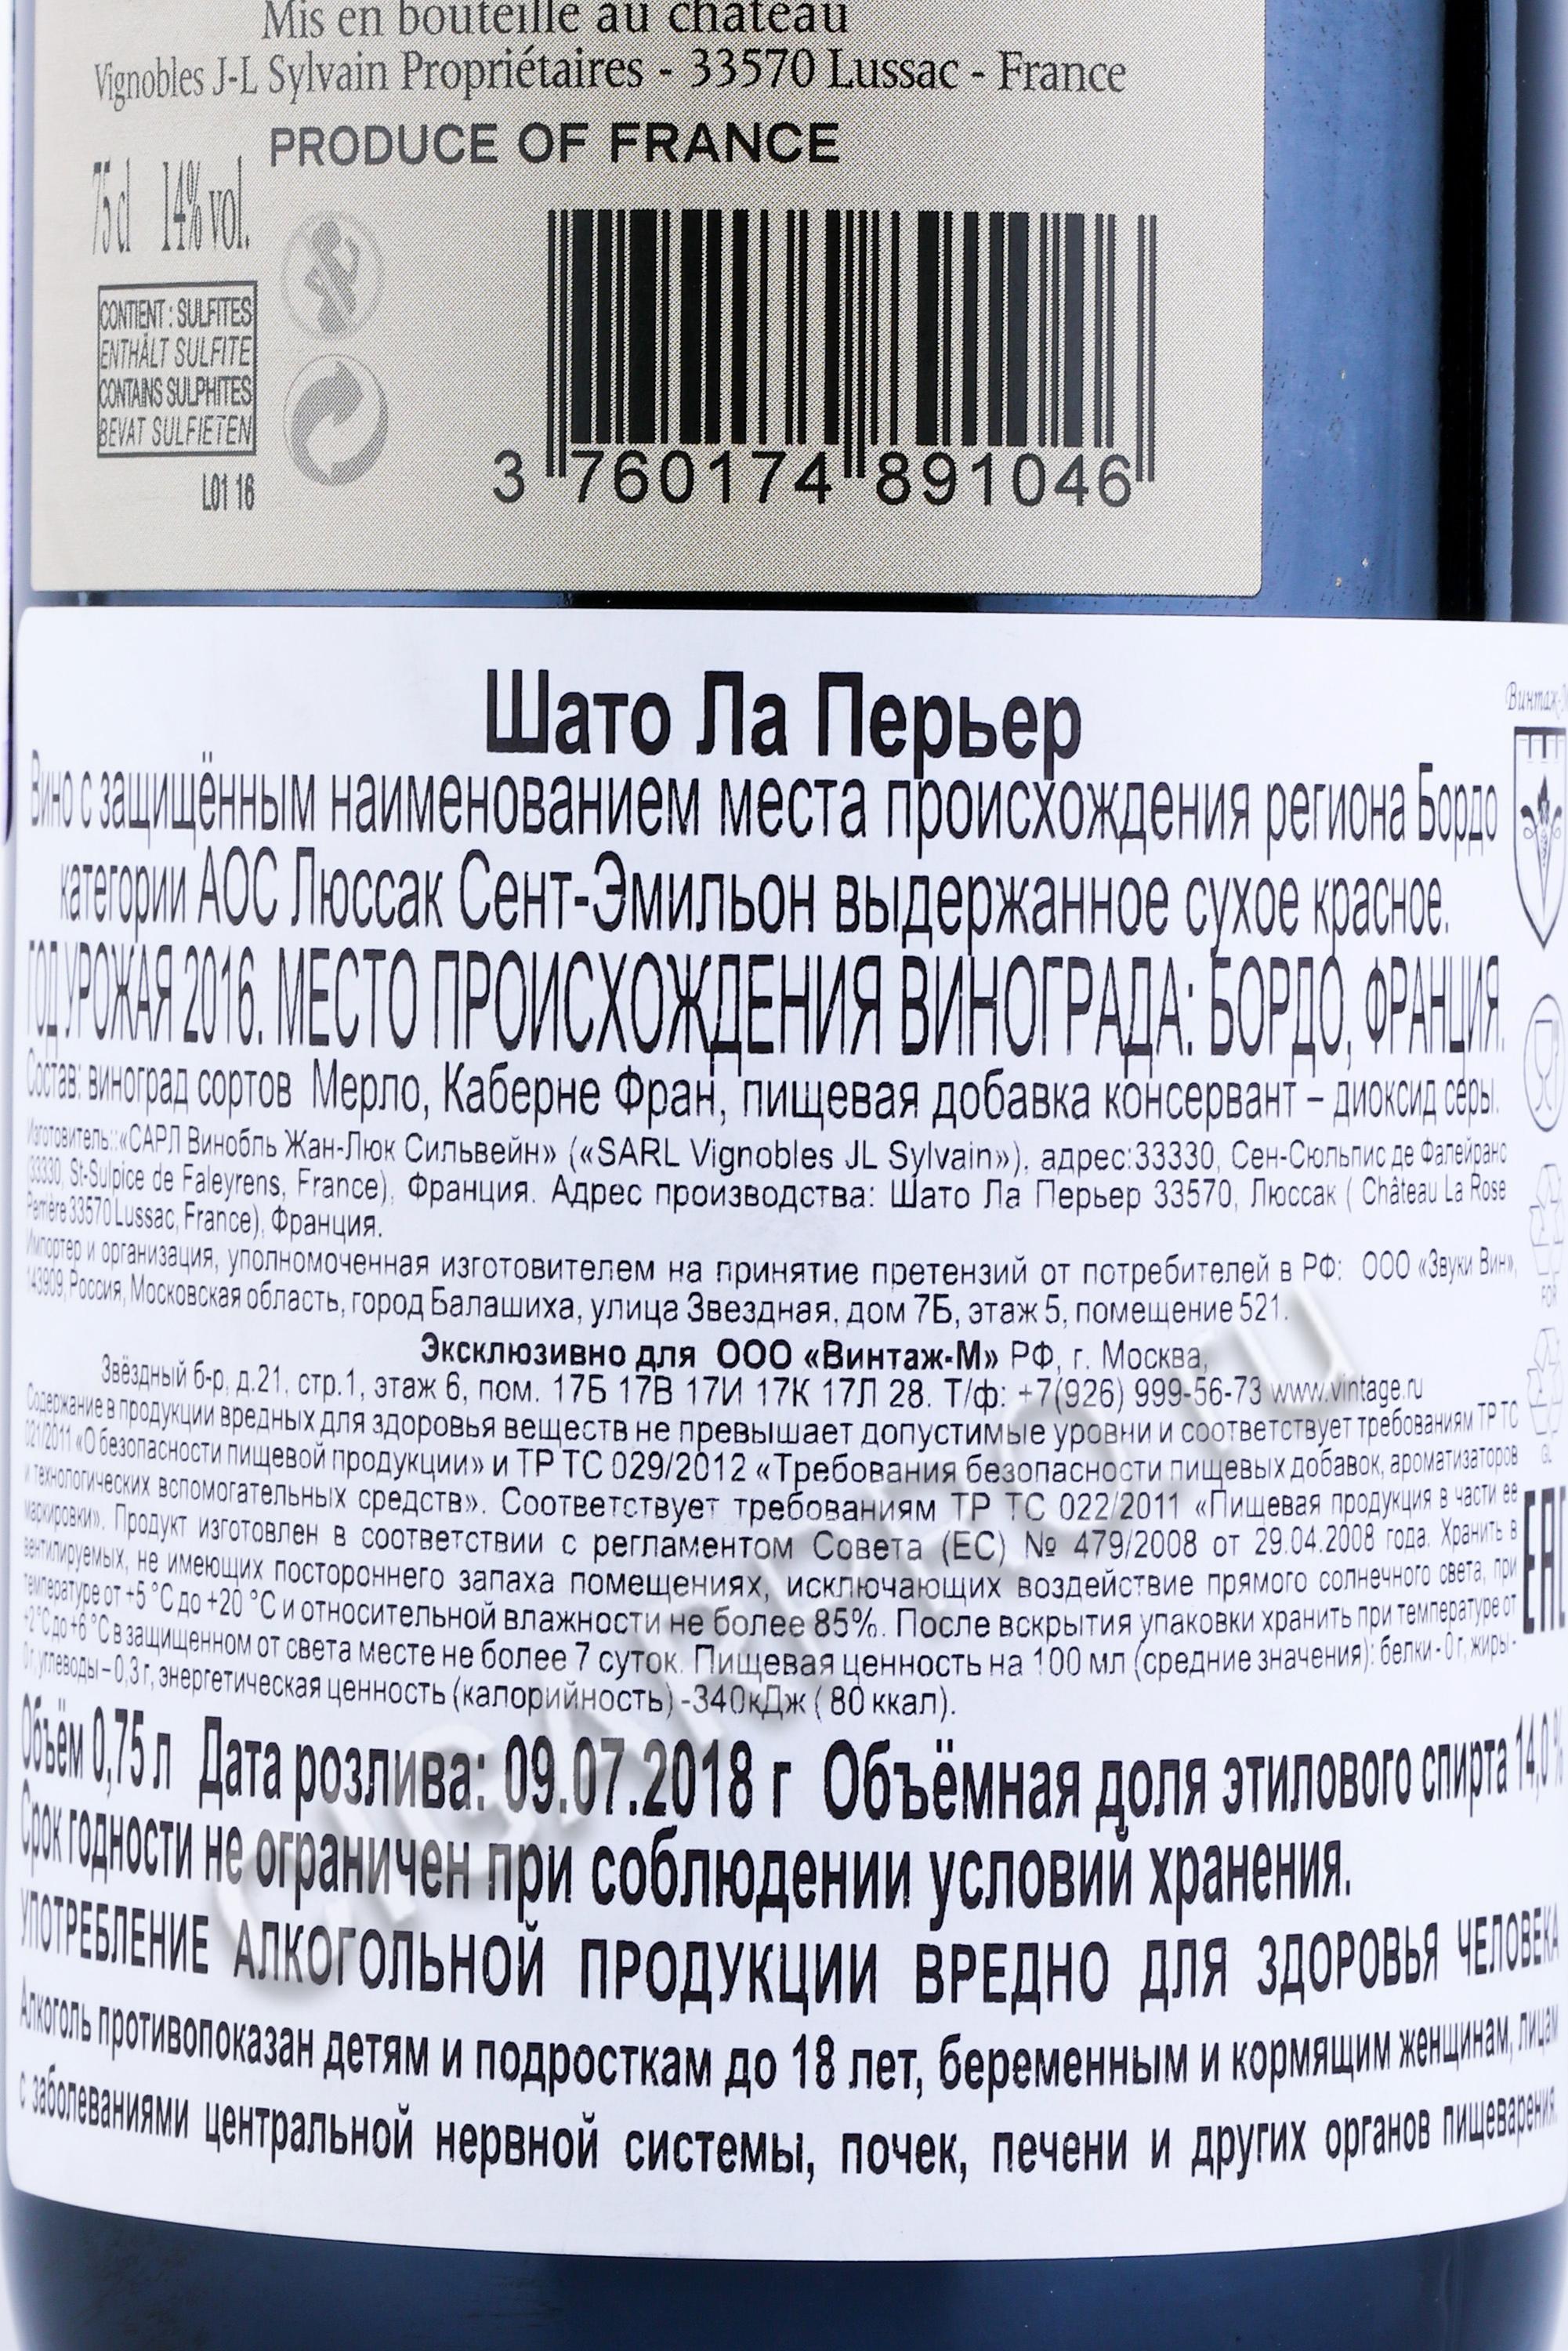 Mis en bouteille au château
Vignobles J-L Sylvain Propriétaires - 33570 Lussac - France
PRODUCE OF FRANCE
75 cl 14% vol.
CONTIENT : SULFITES
ENTHÄLT SULFITE
CONTAINS SULPHITES
BEVAT SULFIETEN
L01 16
3 760174 891046
Шато Ла Перьер
Вино с защищённым наименованием места происхождения региона Бордо
категории АОС Люссак Сент-Эмильон выдержанное сухое красное.
ГОД УРОЖАЯ 2016. МЕСТО ПРОИСХОЖДЕНИЯ ВИНОГРАДА: БОРДО, ФРАНЦИЯ.
Состав: виноград сортов Мерло, Каберне Фран, пищевая добавка консервант – диоксид серы.
Изготовитель:«САРЛ Винобль Жан-Люк Сильвейн» («SARL Vignobles JL Sylvain»), адрес:33330, Сен-Сюльпис де Фалейранс
(33330, St-Sulpice de Faleyrens, France), Франция. Адрес производства: Шато Ла Перьер 33570, Люссак ( Château La Rose
Perrière 33570 Lussac, France), Франция.
Импортер и организация, уполномоченная изготовителем на принятие претензий от потребителей в РФ: ООО «Звуки Вин»,
143909, Россия, Московская область, город Балашиха, улица Звездная, дом 7Б, этаж 5, помещение 521.
Эксклюзивно для ООО «Винтаж-М» РФ, г. Москва,
Звёздный б-р, д.21, стр.1, этаж 6, пом. 17Б 17В 17И 17К 17Л 28. Т/ф: +7(926) 999-56-73 www.vintage.ru
Содержание в продукции вредных для здоровья веществ не превышает допустимые уровни и соответствует требованиям ТР ТС
021/2011 «О безопасности пищевой продукции» и ТР ТС 029/2012 «Требования безопасности пищевых добавок, ароматизаторов
и технологических вспомогательных средств». Соответствует требованиям ТР ТС 022/2011 «Пищевая продукция в части ее
маркировки». Продукт изготовлен в соответствии с регламентом Совета (ЕС) № 479/2008 от 29.04.2008 года. Хранить в
вентилируемых, не имеющих постороннего запаха помещениях, исключающих воздействие прямого солнечного света, при
температуре от +5 °С до +20 °С и относительной влажности не более 85%. После вскрытия упаковки хранить при температуре от
+2 °С до +6 °С в защищенном от света месте не более 7 суток. Пищевая ценность на 100 мл (средние значения): белки - 0 г, жиры -
0 г, углеводы – 0,3 г, энергетическая ценность (калорийность) -340кДж ( 80 ккал).
Объём 0,75 л Дата розлива: 09.07.2018 г Объёмная доля этилового спирта 14,0 %
Срок годности не ограничен при соблюдении условий хранения.
УПОТРЕБЛЕНИЕ АЛКОГОЛЬНОЙ ПРОДУКЦИИ ВРЕДНО ДЛЯ ЗДОРОВЬЯ ЧЕЛОВЕКА
Алкоголь противопоказан детям и подросткам до 18 лет, беременным и кормящим женщинам, лицам
с заболеваниями центральной нервной системы, почек, печени и других органов пищеварения
Винтаж-
FOR
GL
EAC
CIGARPRO.ru